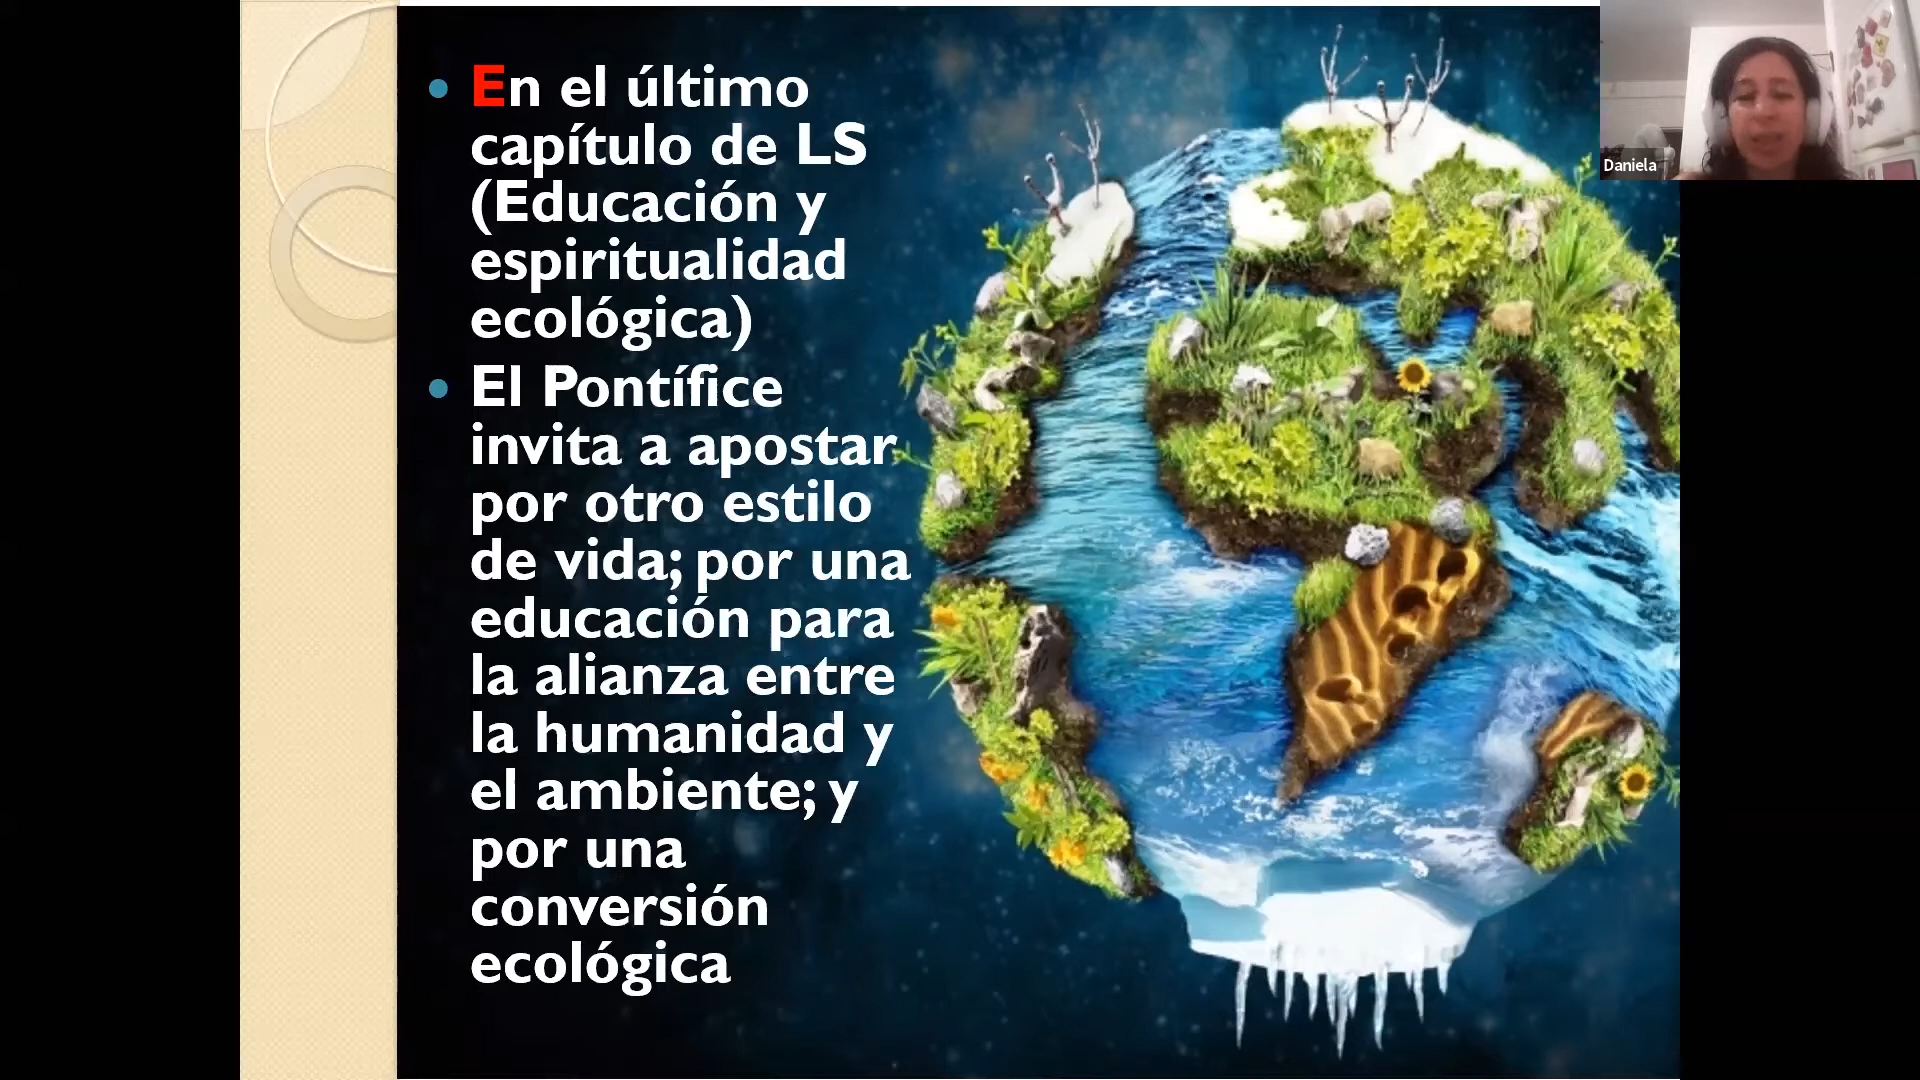 En el último
capítulo de LS
(Educación y
espiritualidad
ecológica)
El Pontífice
invita a apostar
por otro estilo
de vida; por una
educación para
la alianza entre
la humanidad y
el ambiente; y
por una
conversión
ecológica
Daniela